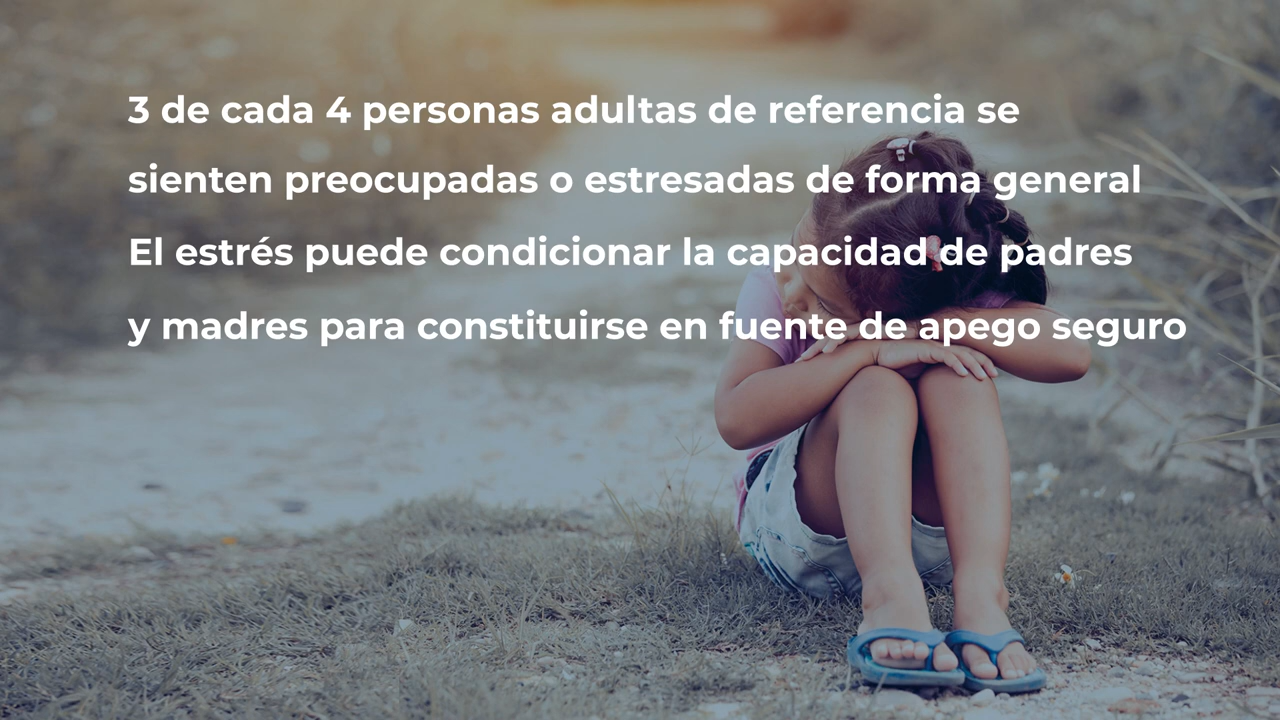 3 de cada 4 personas adultas de referencia se
sienten preocupadas o estresadas de forma general
El estrés puede condicionar la capacidad de padres
y madres para constituirse en fuente de apego seguro